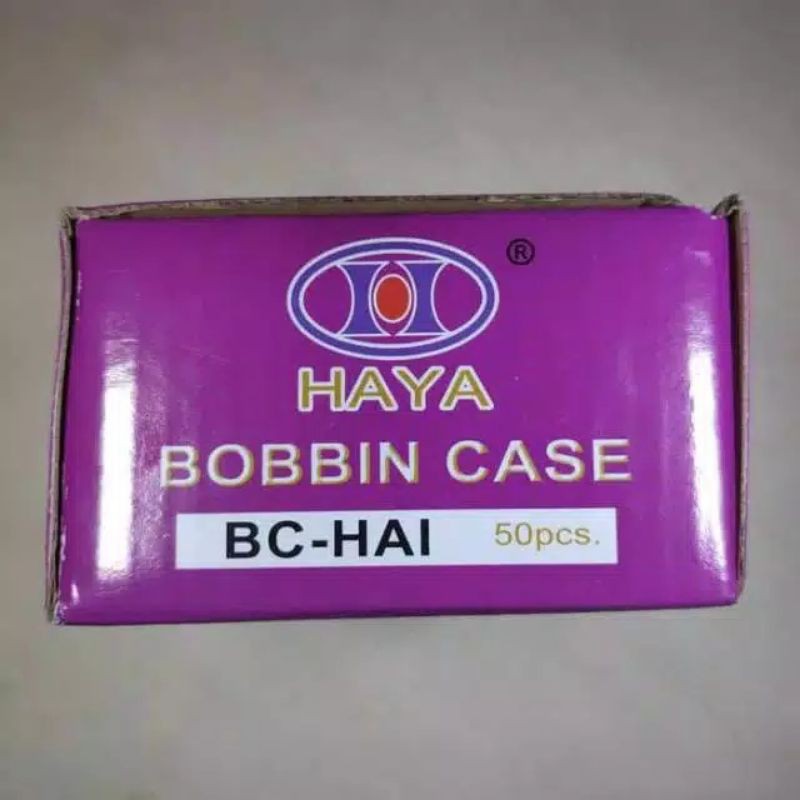 ®
HAYA
BOBBIN CASE
BC-HAI 50pcs.